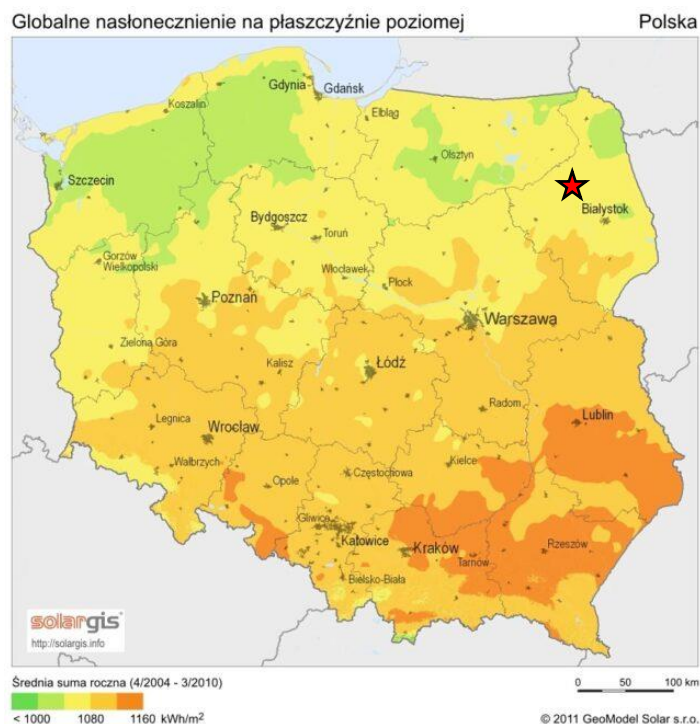 Globalne nasłonecznienie na płaszczyźnie poziomej Polska
Gdynia
Gdańsk
Koszalin
Elbląg
Olsztyn
Szczecin
Białystok
Bydgoszcz
Toruń
Gorzów
Wielkopolski
Włocławek
Płock
Poznań
Warszawa
Zielona Góra
Kalisz
Łódź
Radom
Legnica
Wrocław
Lublin
Wałbrzych
Opole
Częstochowa
Kielce
Gliwice
Katowice
Kraków
Tarnów
Rzeszów
Bielsko-Biała
solargis
http://solargis.info
Średnia suma roczna (4/2004 - 3/2010)
0 50 100 km
< 1000 1080 1160 kWh/m²
© 2011 GeoModel Solar s.r.o.